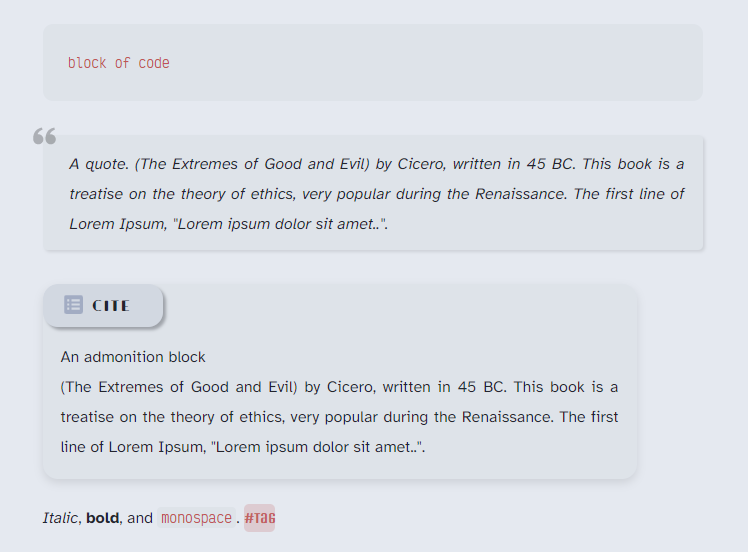 block of code
A quote. (The Extremes of Good and Evil) by Cicero, written in 45 BC. This book is a
treatise on the theory of ethics, very popular during the Renaissance. The first line of
Lorem Ipsum, "Lorem ipsum dolor sit amet..".
CITE
An admonition block
(The Extremes of Good and Evil) by Cicero, written in 45 BC. This book is a
treatise on the theory of ethics, very popular during the Renaissance. The first
line of Lorem Ipsum, "Lorem ipsum dolor sit amet..".
Italic, bold, and monospace. #TaG